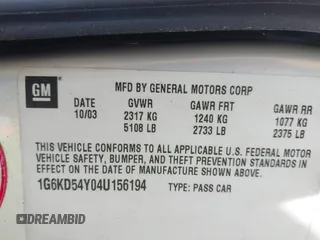 GM
MFD BY GENERAL MOTORS CORP
DATE GVWR GAWR FRT GAWR RR
10/03 2317 KG 1240 KG 1077 KG
5108 LB 2733 LB 2375 LB
THIS VEHICLE CONFORMS TO ALL APPLICABLE U.S. FEDERAL MOTOR
VEHICLE SAFETY, BUMPER, AND THEFT PREVENTION STANDARDS IN
EFFECT ON THE DATE OF MANUFACTURE SHOWN ABOVE.
1G6KD54Y04U156194 TYPE: PASS CAR